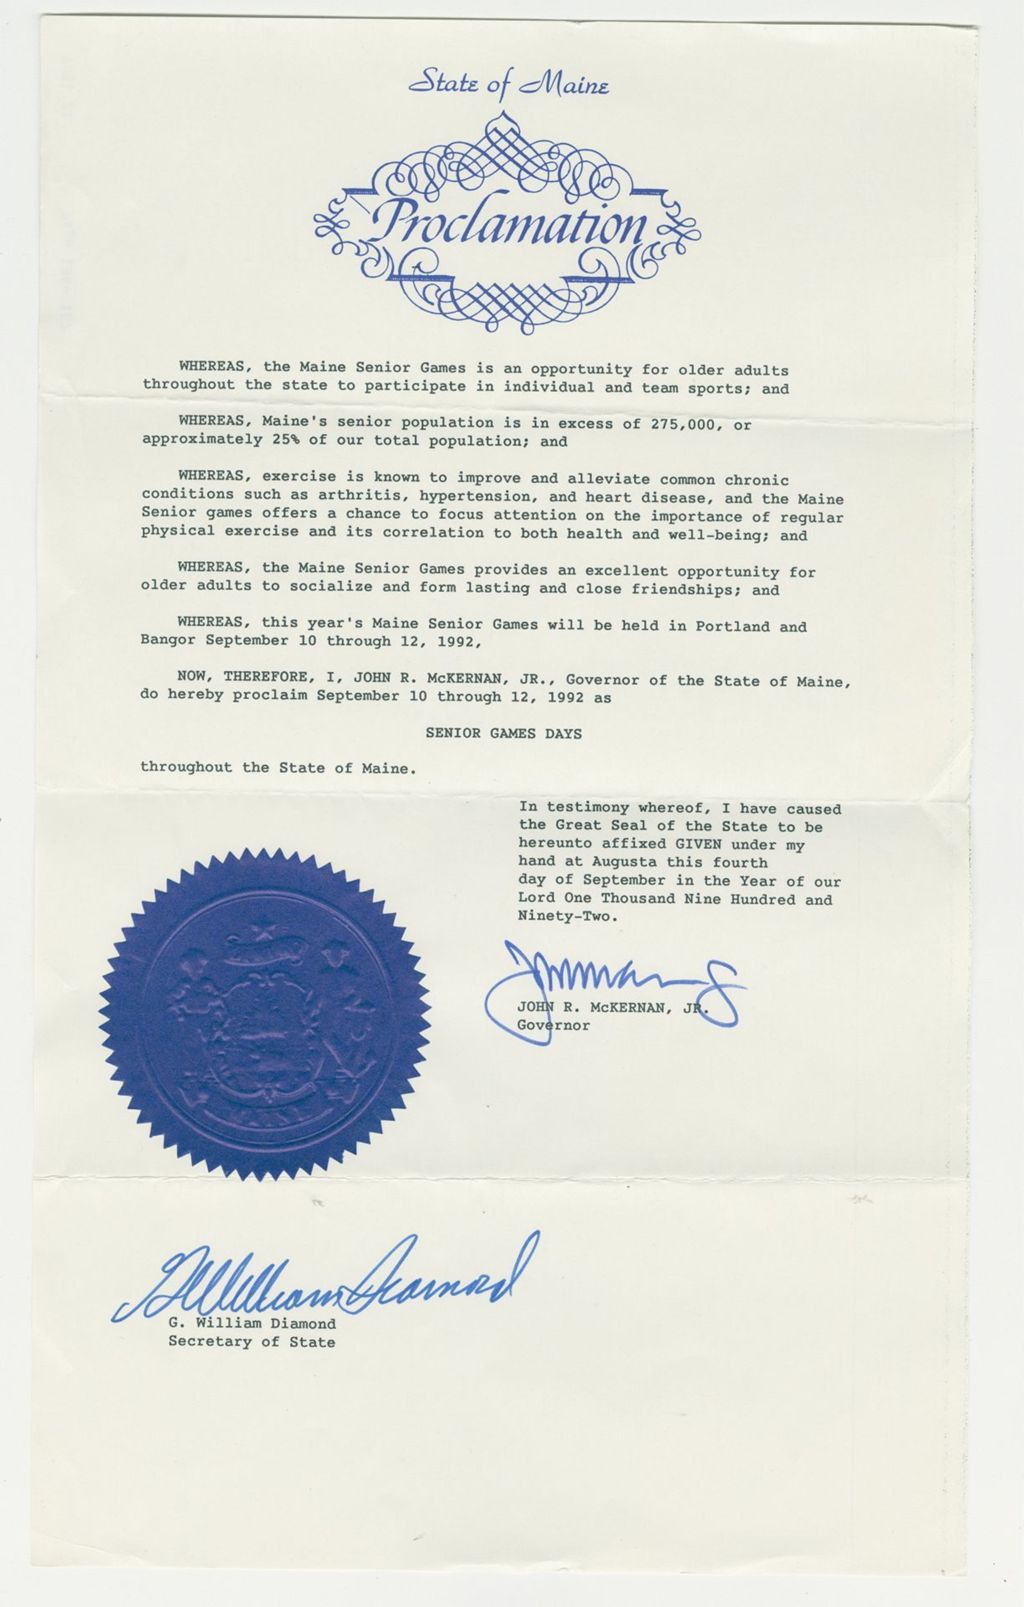 State of Maine
Proclamation
WHEREAS, the Maine Senior Games is an opportunity for older adults
throughout the state to participate in individual and team sports; and
WHEREAS, Maine's senior population is in excess of 275,000, or
approximately 25% of our total population; and
WHEREAS, exercise is known to improve and alleviate common chronic
conditions such as arthritis, hypertension, and heart disease, and the Maine
Senior games offers a chance to focus attention on the importance of regular
physical exercise and its correlation to both health and well-being; and
WHEREAS, the Maine Senior Games provides an excellent opportunity for
older adults to socialize and form lasting and close friendships; and
WHEREAS, this year's Maine Senior Games will be held in Portland and
Bangor September 10 through 12, 1992,
NOW, THEREFORE, I, JOHN R. McKERNAN, JR., Governor of the State of Maine,
do hereby proclaim September 10 through 12, 1992 as
SENIOR GAMES DAYS
throughout the State of Maine.
In testimony whereof, I have caused
the Great Seal of the State to be
hereunto affixed GIVEN under my
hand at Augusta this fourth
day of September in the Year of our
Lord One Thousand Nine Hundred and
Ninety-Two.
JOHN R. McKERNAN, JR.
Governor
MAINE
G William Diamond
G. William Diamond
Secretary of State